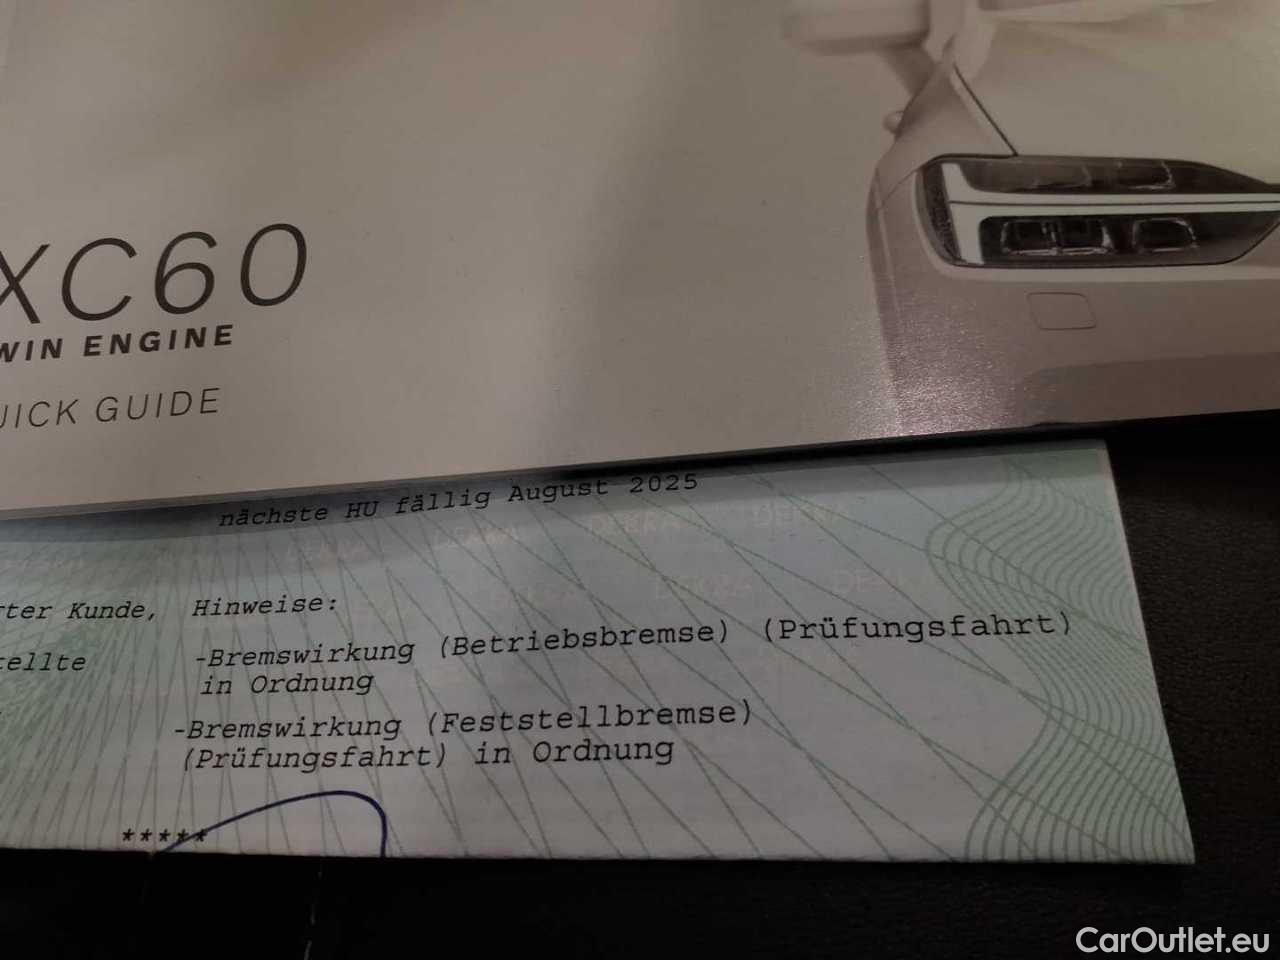 XC60
WIN ENGINE
UICK GUIDE
nächste HU fällig August 2025
DEKRA DEKRA DEKRA DEKRA
DEKRA DEKRA
rter Kunde, Hinweise:
tellte
-Bremswirkung (Betriebsbremse) (Prüfungsfahrt)
in Ordnung
-Bremswirkung (Feststellbremse)
(Prüfungsfahrt) in Ordnung
*****
CarOutlet.eu